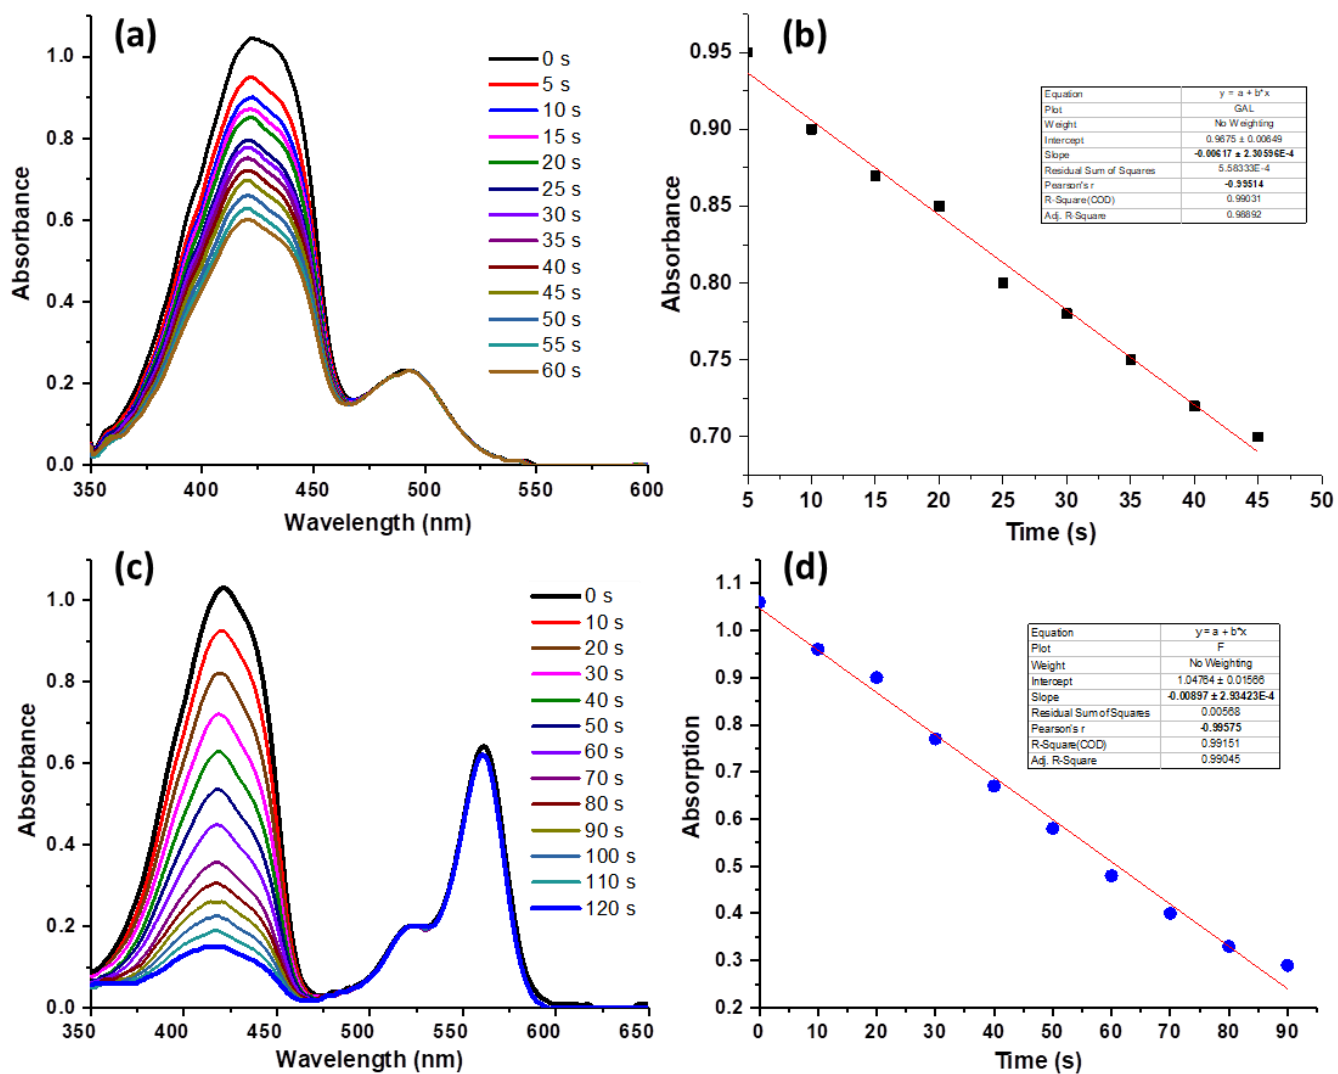 (a)
Absorbance
1.0
0.8
0.6
0.4
0.2
0.0
350 400 450 500 550 600
Wavelength (nm)
0 s
5 s
10 s
15 s
20 s
25 s
30 s
35 s
40 s
45 s
50 s
55 s
60 s
(b)
Absorbance
0.95
0.90
0.85
0.80
0.75
0.70
5 10 15 20 25 30 35 40 45 50
Time (s)
Equation y = a + b*x
Plot GAL
Weight No Weighting
Intercept 0.9675 ± 0.00649
Slope -0.00617 ± 2.30596E-4
Residual Sum of Squares 5.58333E-4
Pearson's r -0.99514
R-Square(COD) 0.99031
Adj. R-Square 0.98892
(c)
Absorbance
1.0
0.8
0.6
0.4
0.2
0.0
350 400 450 500 550 600 650
Wavelength (nm)
0 s
10 s
20 s
30 s
40 s
50 s
60 s
70 s
80 s
90 s
100 s
110 s
120 s
(d)
Absorption
1.1
1.0
0.9
0.8
0.7
0.6
0.5
0.4
0.3
0.2
0 10 20 30 40 50 60 70 80 90
Time (s)
Equation y = a + b*x
Plot F
Weight No Weighting
Intercept 1.04764 ± 0.01566
Slope -0.00897 ± 2.93423E-4
Residual Sum of Squares 0.00568
Pearson's r -0.99575
R-Square(COD) 0.99151
Adj. R-Square 0.99045